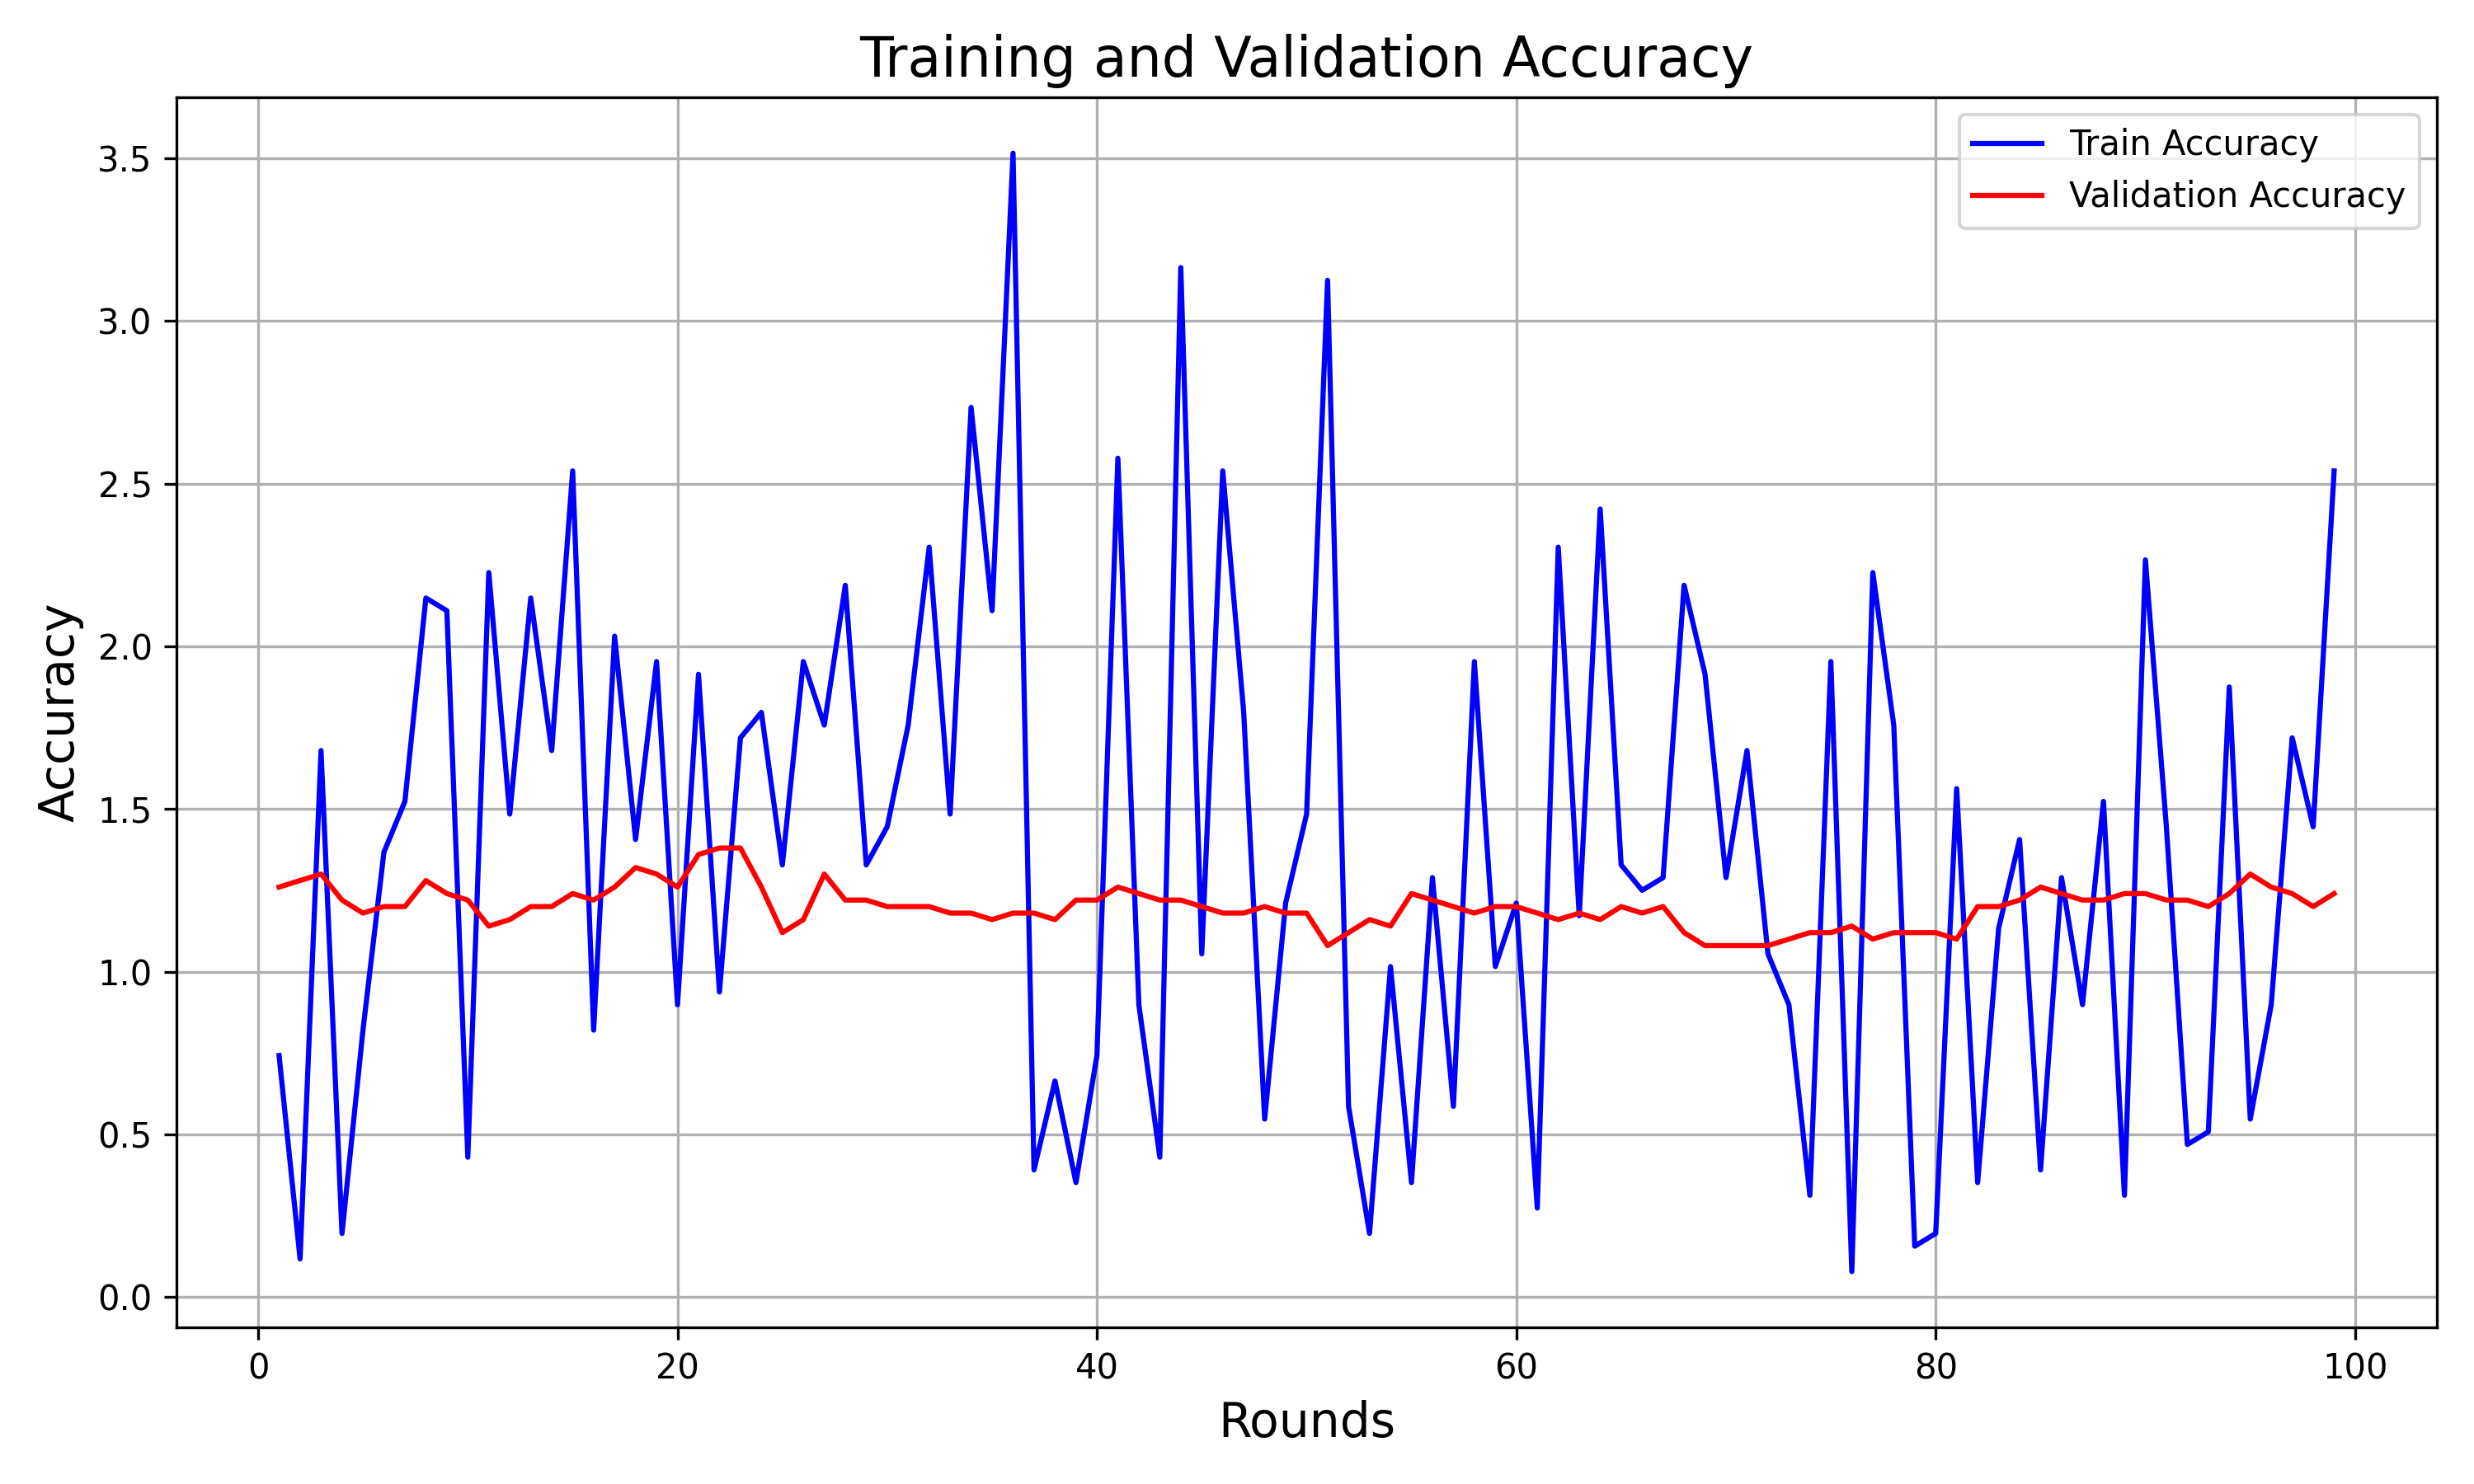 Training and Validation Accuracy
Train Accuracy
Validation Accuracy
3.5
3.0
2.5
2.0
1.5
1.0
0.5
0.0
Accuracy
0 20 40 60 80 100
Rounds